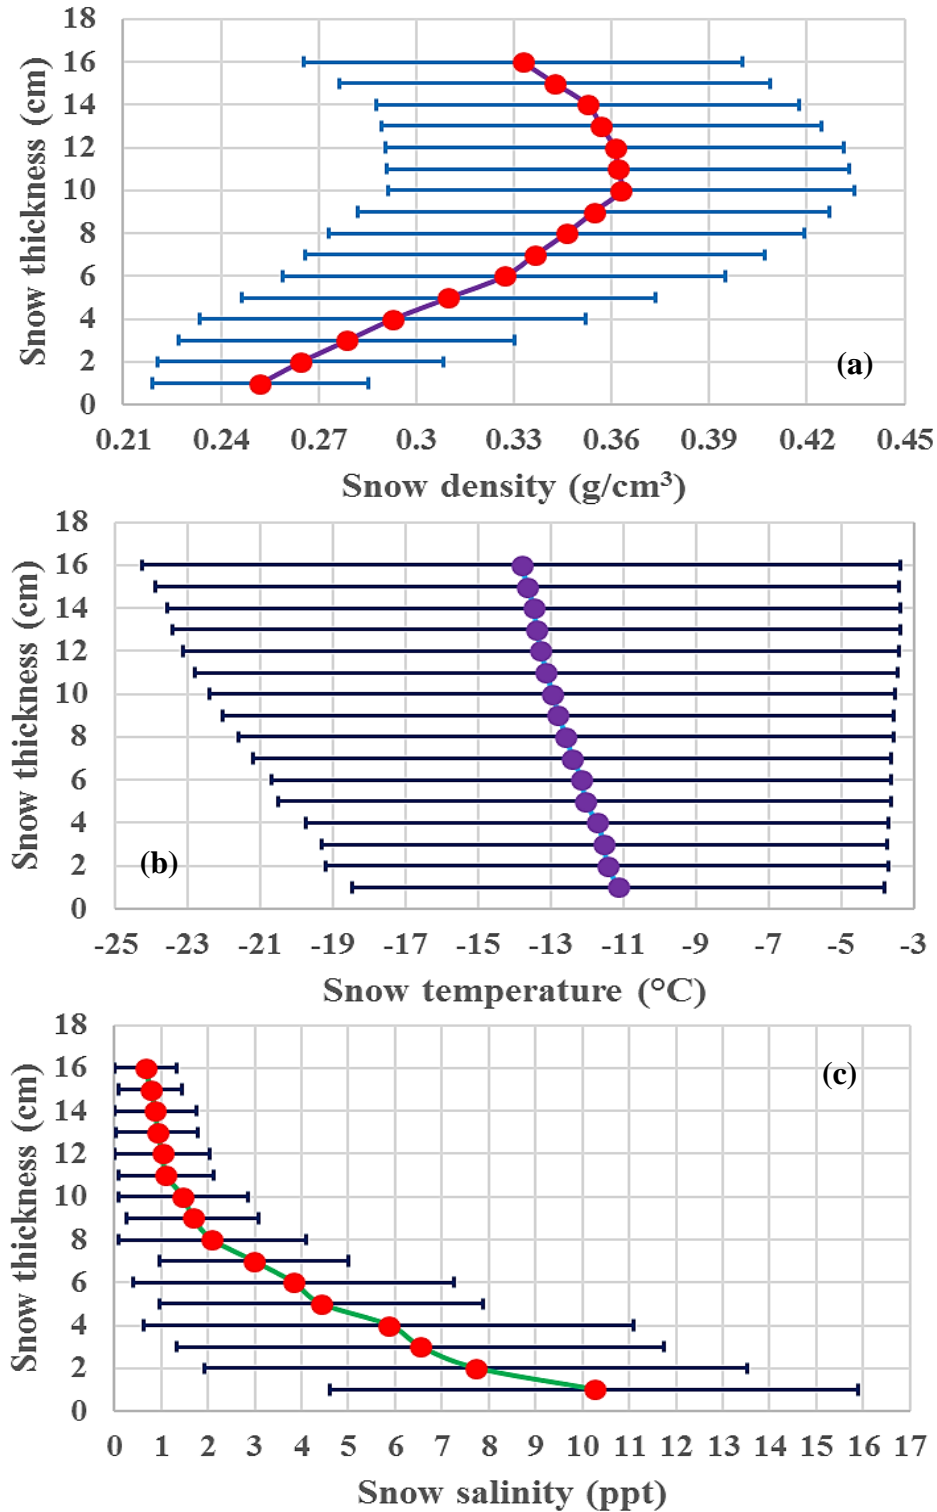 18
16
14
12
10
8
6
4
2
0
Snow thickness (cm)
(a)
0.21 0.24 0.27 0.3 0.33 0.36 0.39 0.42 0.45
Snow density (g/cm³)
18
16
14
12
10
8
6
4
2
0
Snow thickness (cm)
(b)
-25 -23 -21 -19 -17 -15 -13 -11 -9 -7 -5 -3
Snow temperature (°C)
18
16
14
12
10
8
6
4
2
0
Snow thickness (cm)
(c)
0 1 2 3 4 5 6 7 8 9 10 11 12 13 14 15 16 17
Snow salinity (ppt)